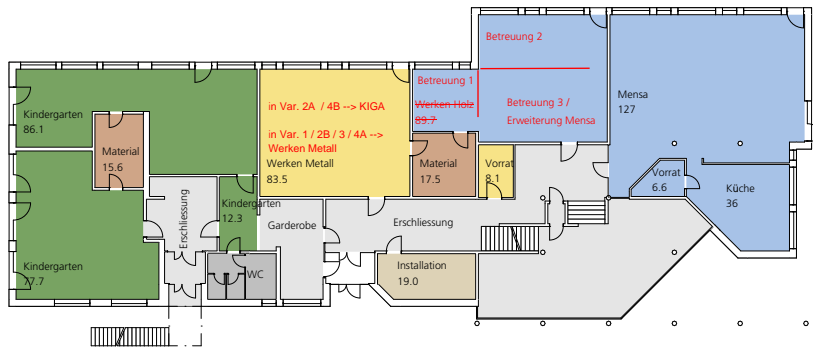 Betreuung 2
Betreuung 1
Werken Holz
89.7
Betreuung 3 /
Erweiterung Mensa
Mensa
127
Kindergarten
86.1
in Var. 2A / 4B --> KIGA
in Var. 1 / 2B / 3 / 4A -->
Werken Metall
Werken Metall
83.5
Material
15.6
Material
17.5
Vorrat
8.1
Vorrat
6.6
Küche
36
Kindergarten
12.3
Erschliessung
Garderobe
Erschliessung
Kindergarten
77.7
WC
Installation
19.0